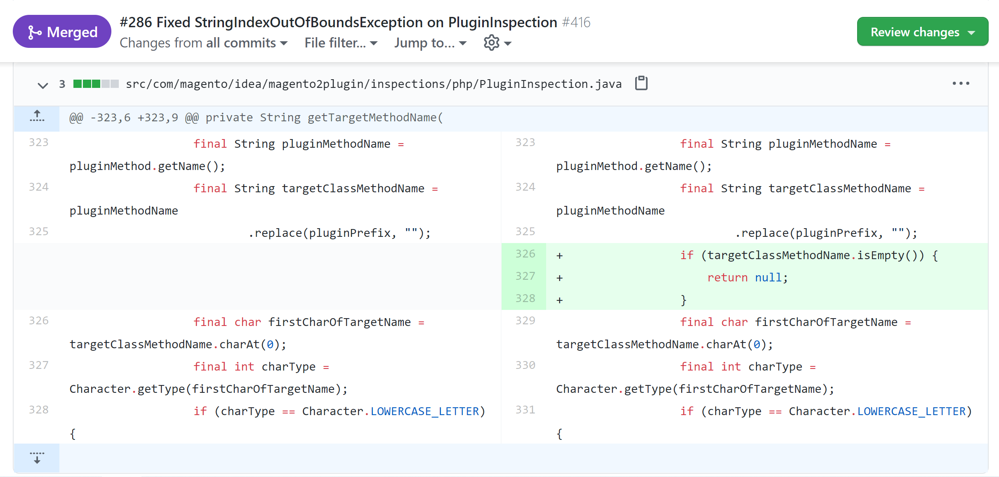 Merged
#286 Fixed StringIndexOutOfBoundsException on PluginInspection #416
Changes from all commits File filter... Jump to...
Review changes
3 src/com/magento/idea/magento2plugin/inspections/php/PluginInspection.java
@@ -323,6 +323,9 @@ private String getTargetMethodName(
323 final String pluginMethodName =
pluginMethod.getName();
324 final String targetClassMethodName =
pluginMethodName
325 .replace(pluginPrefix, "");
326 final char firstCharOfTargetName =
targetClassMethodName.charAt(0);
327 final int charType =
Character.getType(firstCharOfTargetName);
328 if (charType == Character.LOWERCASE_LETTER)
{
323 final String pluginMethodName =
pluginMethod.getName();
324 final String targetClassMethodName =
pluginMethodName
325 .replace(pluginPrefix, "");
326 + if (targetClassMethodName.isEmpty()) {
327 + return null;
328 + }
329 final char firstCharOfTargetName =
targetClassMethodName.charAt(0);
330 final int charType =
Character.getType(firstCharOfTargetName);
331 if (charType == Character.LOWERCASE_LETTER)
{